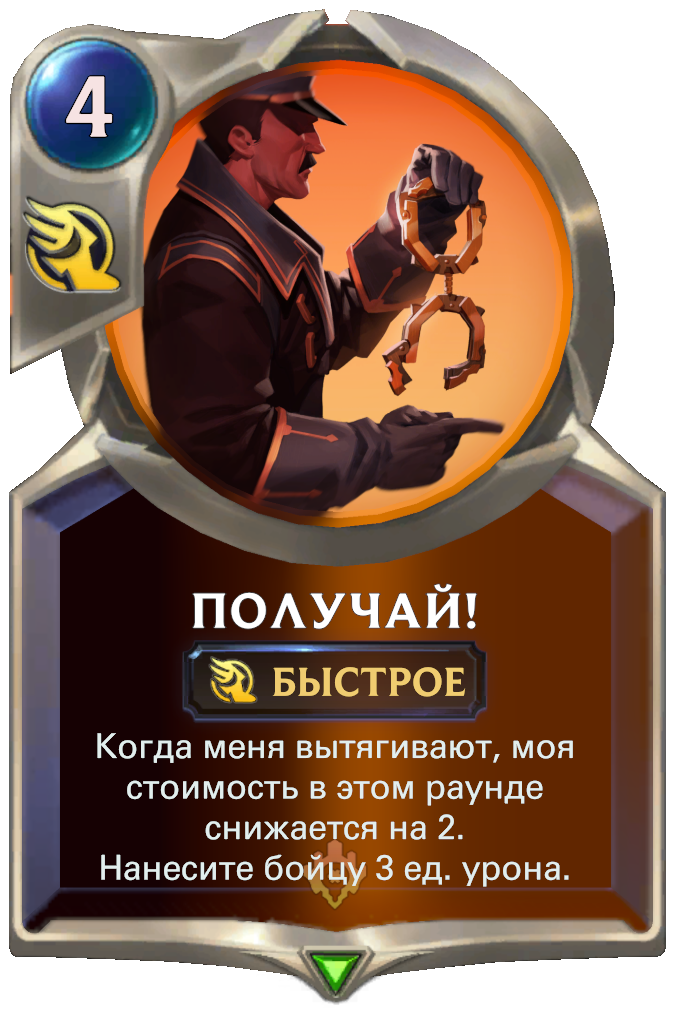 4
ПОЛУЧАЙ!
БЫСТРОЕ
Когда меня вытягивают, моя
стоимость в этом раунде
снижается на 2.
Нанесите бойцу 3 ед. урона.